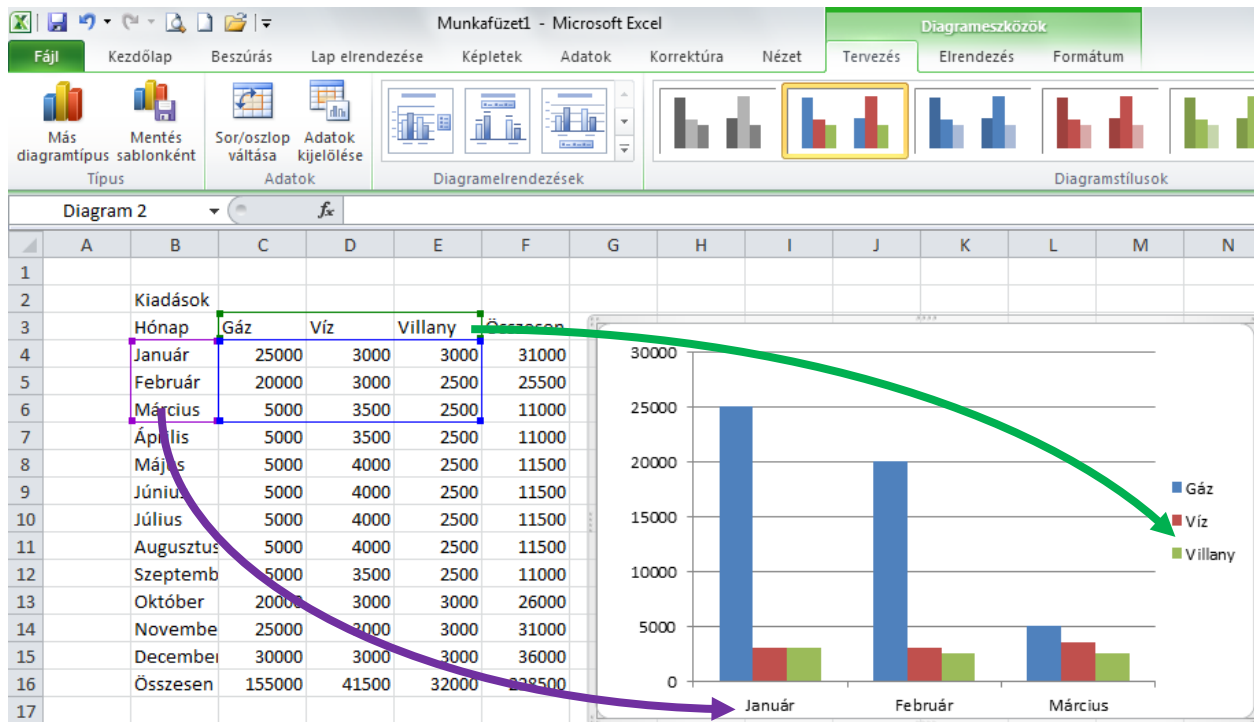 Munkafüzet1 - Microsoft Excel
Diagrameszközök
Fájl Kezdőlap Beszúrás Lap elrendezése Képletek Adatok Korrektúra Nézet Tervezés Elrendezés Formátum
Más diagramtípus
Mentés sablonként
Sor/oszlop váltása
Adatok kijelölése
Típus Adatok Diagramelrendezések Diagramstílusok
Diagram 2 fx
A B C D E F G H I J K L M N
1
2 Kiadások
3 Hónap Gáz Víz Villany Összesen
4 Január 25000 3000 3000 31000
5 Február 20000 3000 2500 25500
6 Március 5000 3500 2500 11000
7 Április 5000 3500 2500 11000
8 Május 5000 4000 2500 11500
9 Június 5000 4000 2500 11500
10 Július 5000 4000 2500 11500
11 Augusztus 5000 4000 2500 11500
12 Szeptemb 5000 3500 2500 11000
13 Október 20000 3000 3000 26000
14 Novembe 25000 3000 3000 31000
15 December 30000 3000 3000 36000
16 Összesen 155000 41500 32000 228500
17
30000
25000
20000
15000
10000
5000
0
Január Február Március
Gáz
Víz
Villany